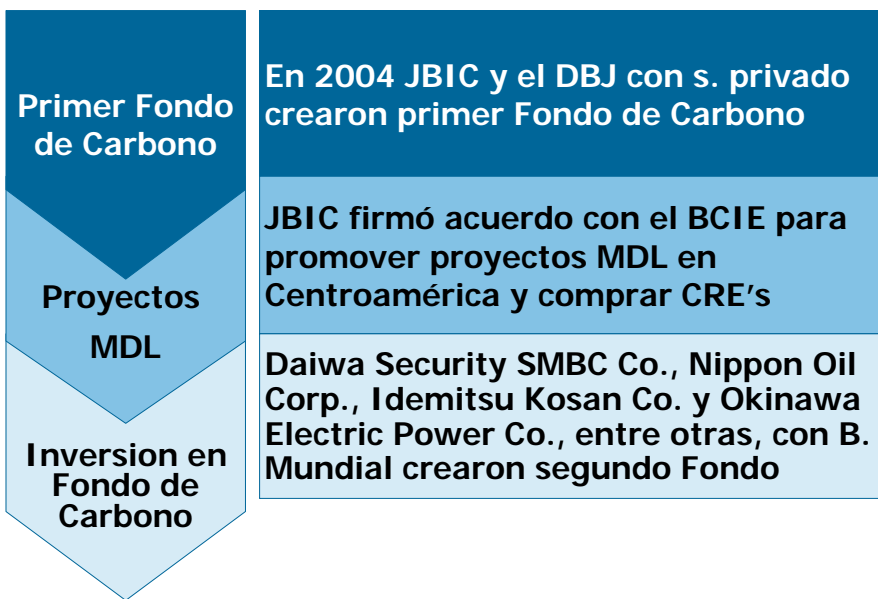 Primer Fondo
de Carbono
En 2004 JBIC y el DBJ con s. privado
crearon primer Fondo de Carbono
Proyectos
MDL
JBIC firmó acuerdo con el BCIE para
promover proyectos MDL en
Centroamérica y comprar CRE's
Inversion en
Fondo de
Carbono
Daiwa Security SMBC Co., Nippon Oil
Corp., Idemitsu Kosan Co. y Okinawa
Electric Power Co., entre otras, con B.
Mundial crearon segundo Fondo